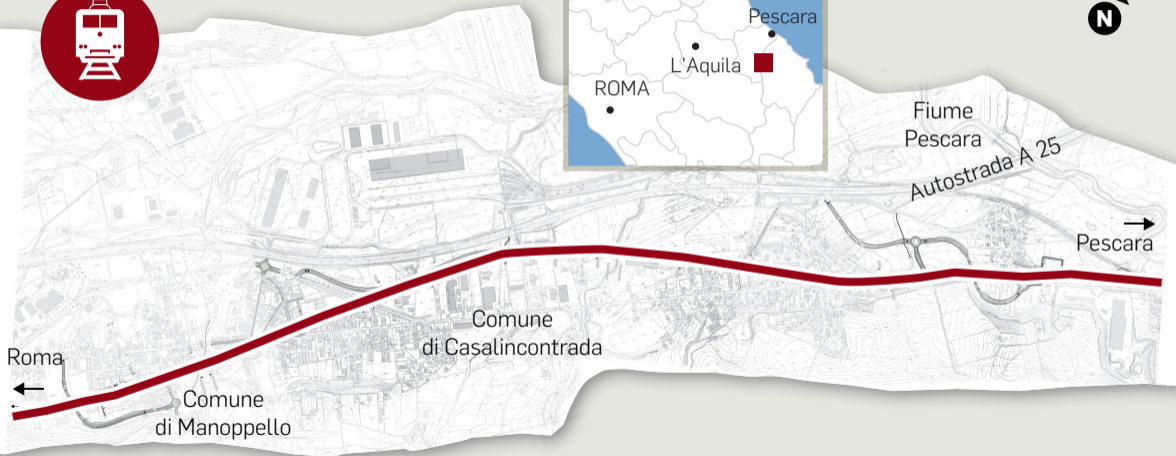 Pescara
L'Aquila
ROMA
N
Fiume
Pescara
Autostrada A 25
Pescara
Comune
di Casalincontrada
Roma
Comune
di Manoppello